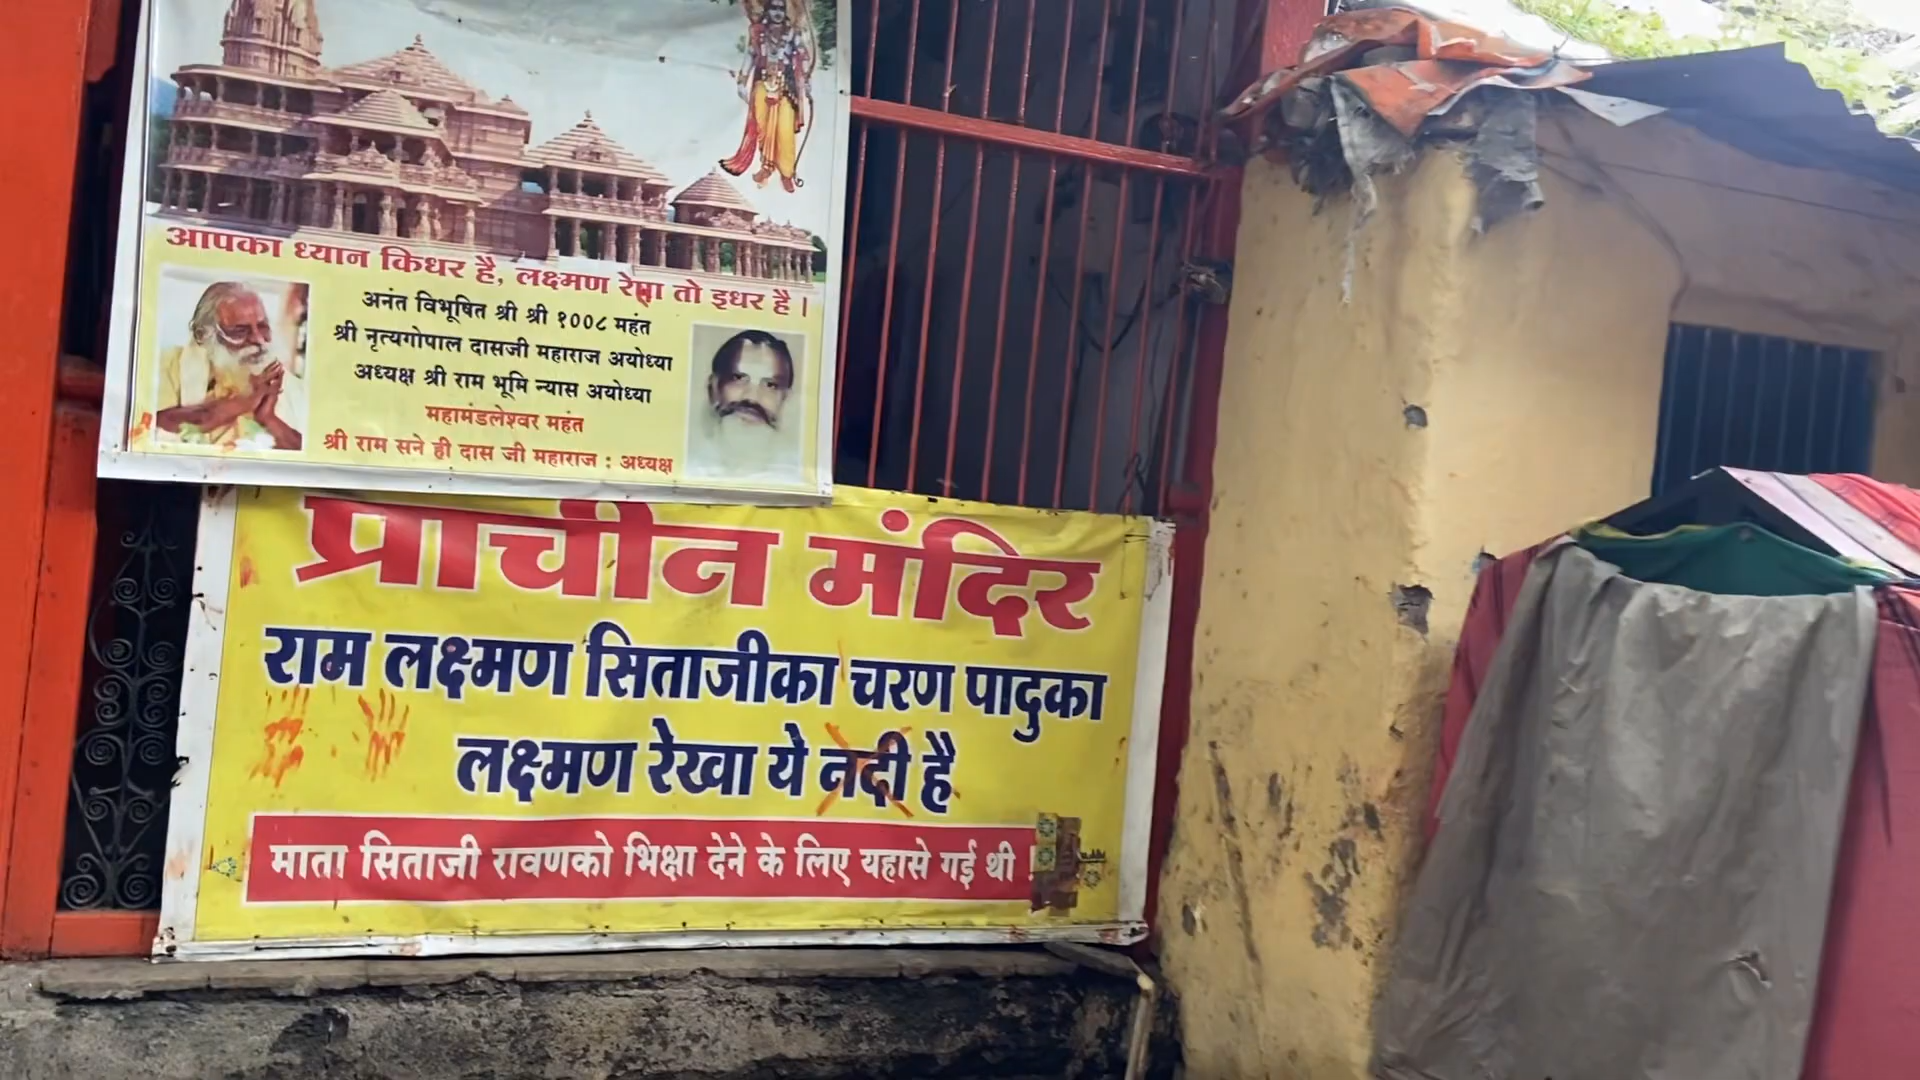 आपका ध्यान किधर है, लक्ष्मण रेखा तो इधर है ।
अनंत विभूषित श्री श्री १००८ महंत
श्री नृत्यगोपाल दासजी महाराज अयोध्या
अध्यक्ष श्री राम भूमि न्यास अयोध्या
महामंडलेश्वर महंत
श्री राम सने ही दास जी महाराज : अध्यक्ष
प्राचीन मंदिर
राम लक्ष्मण सिताजीका चरण पादुका
लक्ष्मण रेखा ये नदी है
माता सिताजी रावणको भिक्षा देने के लिए यहासे गई थी !